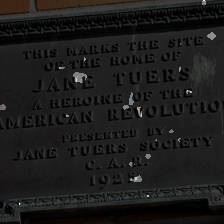 THIS MARKS THE SITE
OF THE HOME OF
JANE TUERS
A HEROINE OF THE
AMERICAN REVOLUTION
PRESENTED BY
JANE TUERS SOCIETY
C. A. R.